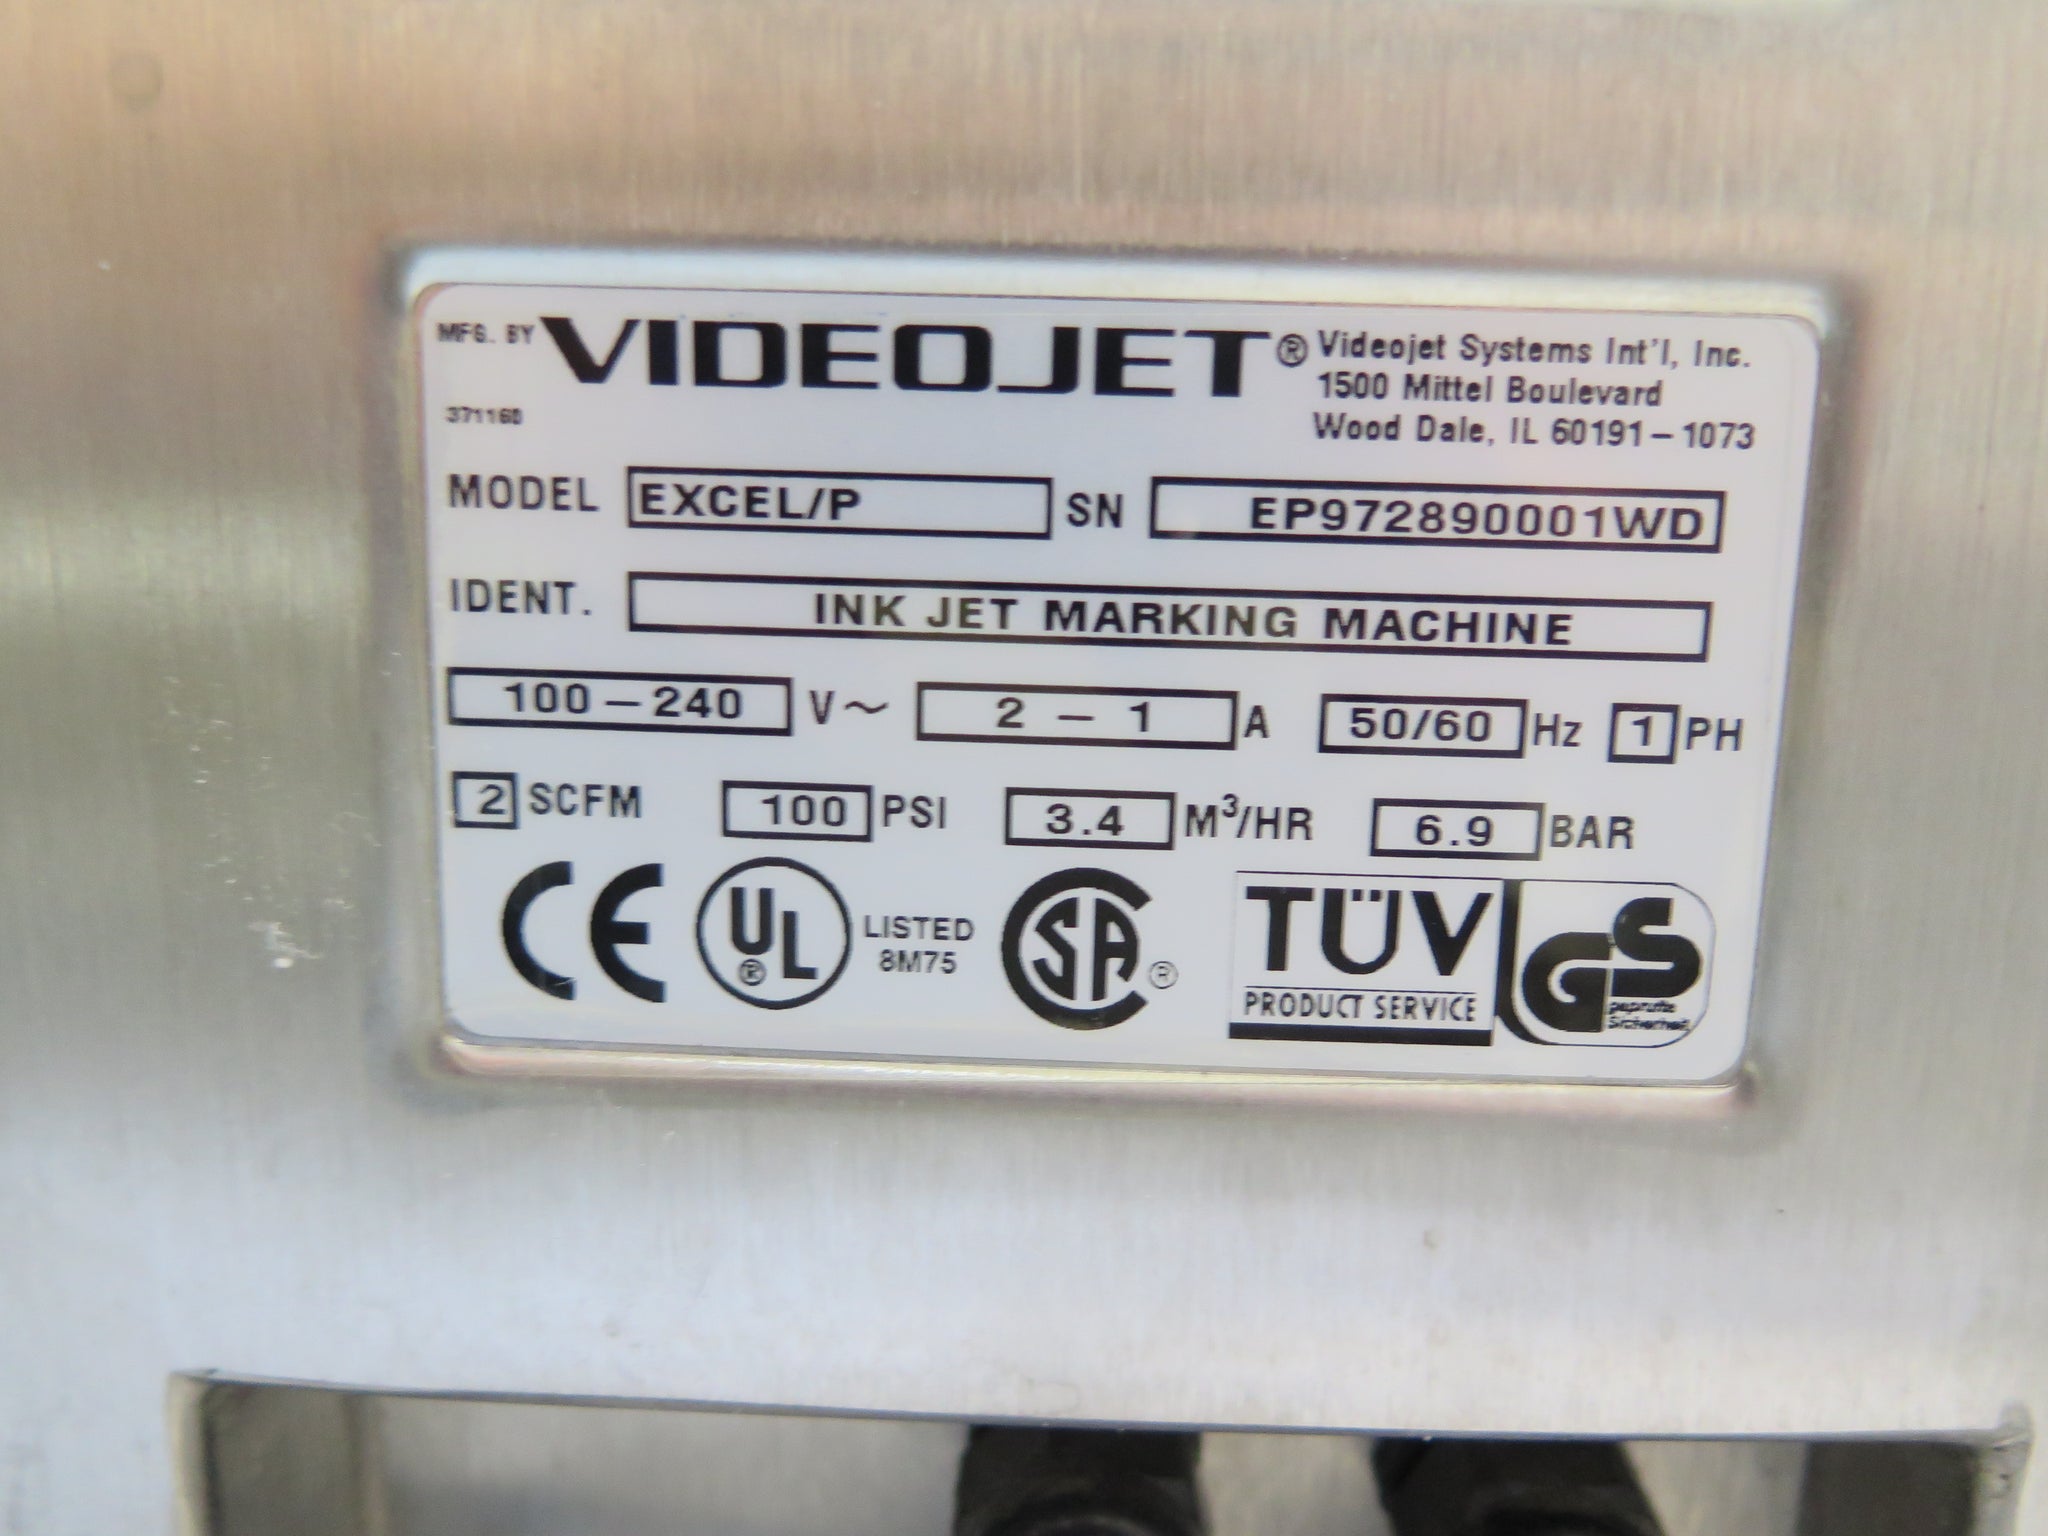 MFG. BY VIDEOJET® Videojet Systems Int'l, Inc.
1500 Mittel Boulevard
371160
Wood Dale, IL 60191-1073
MODEL EXCEL/P SN EP972890001WD
IDENT. INK JET MARKING MACHINE
100-240 V~ 2 - 1 A 50/60 Hz 1 PH
2 SCFM 100 PSI 3.4 M³/HR 6.9 BAR
CE UL® LISTED 8M75 SA® TÜV PRODUCT SERVICE GS geprüfte Sicherheit